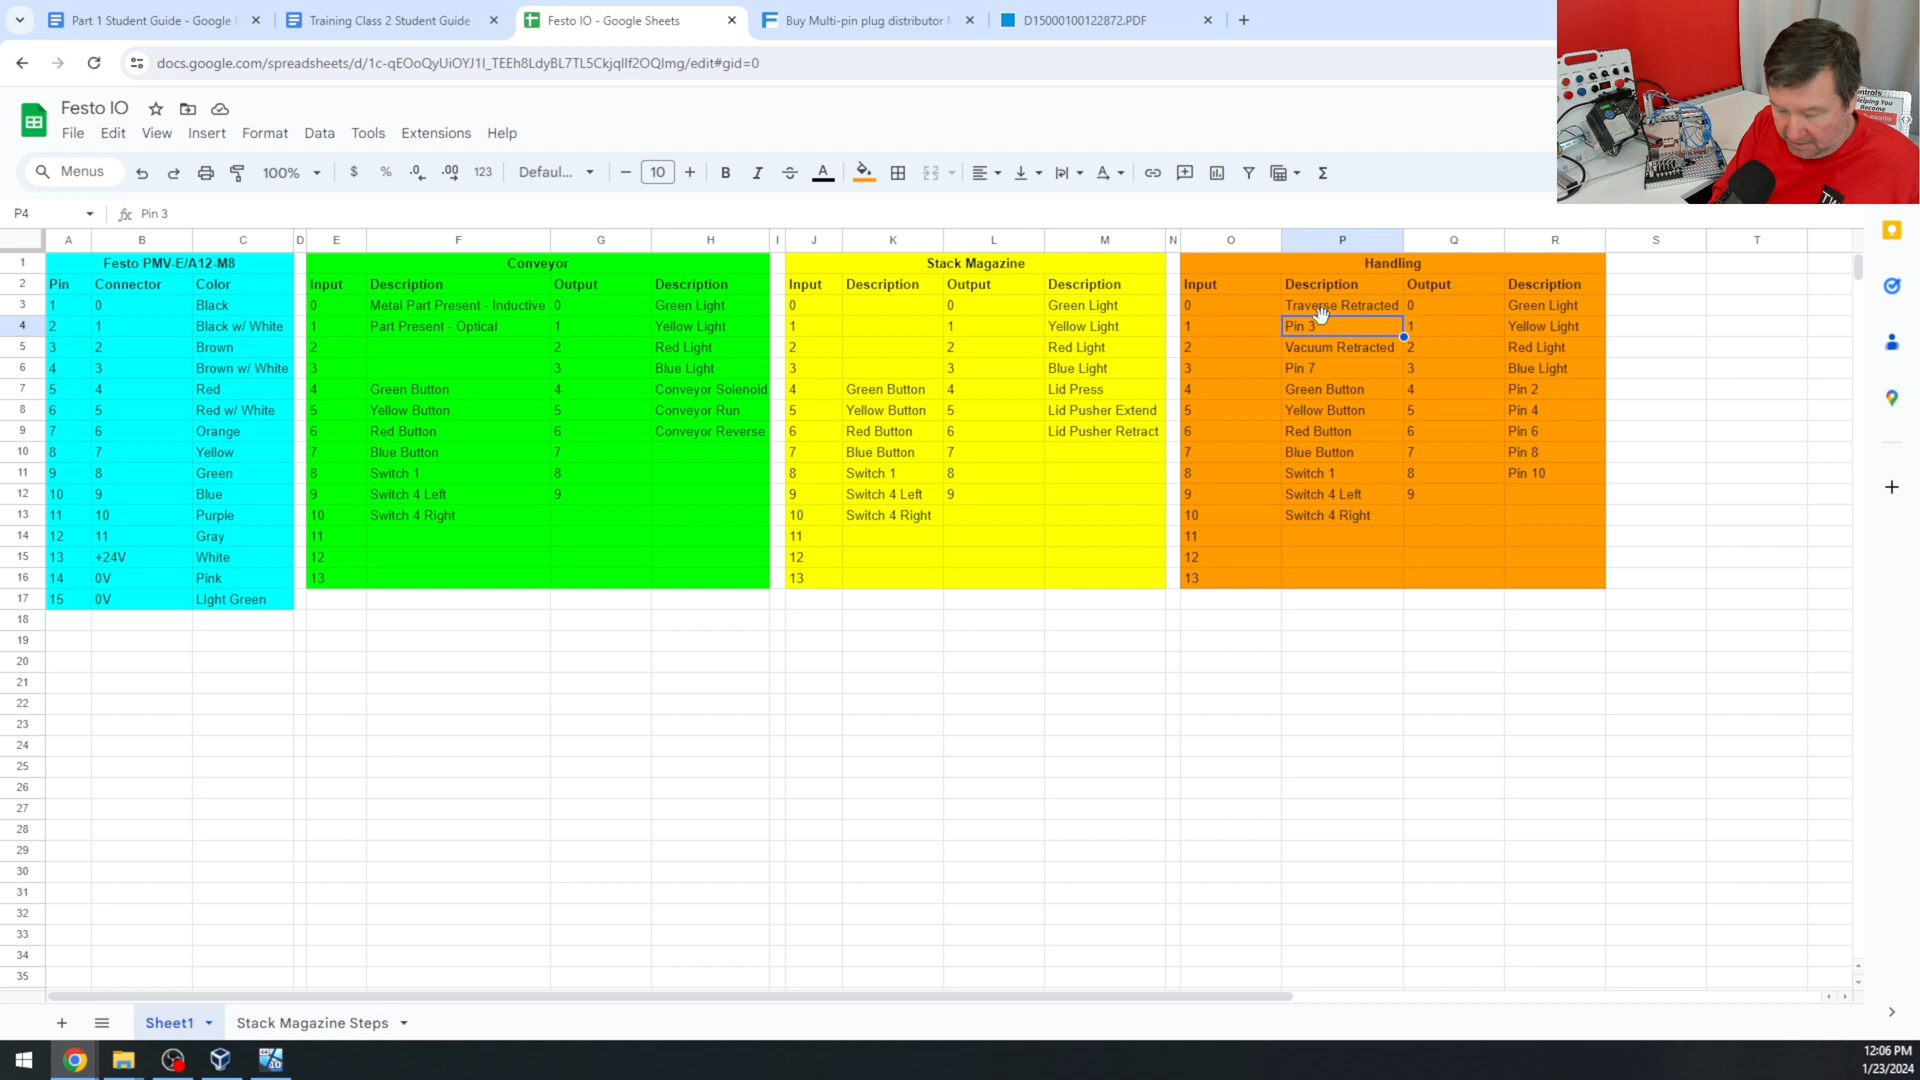 Part 1 Student Guide - Google
Training Class 2 Student Guide
Festo IO - Google Sheets
Buy Multi-pin plug distributor
D15000100122872.PDF
docs.google.com/spreadsheets/d/1c-qEOoQyUiOYJ1I_TEEh8LdyBL7TL5CkjqIlf2OQImg/edit#gid=0
Festo IO
File Edit View Insert Format Data Tools Extensions Help
Menus 100% $ % .0 .00 123 Defaul... 10 B I
P4 fx Pin 3
A B C D E F G H I J K L M N O P Q R S T
1 Festo PMV-E/A12-M8 Conveyor Stack Magazine Handling
2 Pin Connector Color Input Description Output Description Input Description Output Description Input Description Output Description
3 1 0 Black 0 Metal Part Present - Inductive 0 Green Light 0 0 Green Light 0 Traverse Retracted 0 Green Light
4 2 1 Black w/ White 1 Part Present - Optical 1 Yellow Light 1 1 Yellow Light 1 Pin 3 1 Yellow Light
5 3 2 Brown 2 2 Red Light 2 2 Red Light 2 Vacuum Retracted 2 Red Light
6 4 3 Brown w/ White 3 3 Blue Light 3 3 Blue Light 3 Pin 7 3 Blue Light
7 5 4 Red 4 Green Button 4 Conveyor Solenoid 4 Green Button 4 Lid Press 4 Green Button 4 Pin 2
8 6 5 Red w/ White 5 Yellow Button 5 Conveyor Run 5 Yellow Button 5 Lid Pusher Extend 5 Yellow Button 5 Pin 4
9 7 6 Orange 6 Red Button 6 Conveyor Reverse 6 Red Button 6 Lid Pusher Retract 6 Red Button 6 Pin 6
10 8 7 Yellow 7 Blue Button 7 7 Blue Button 7 7 Blue Button 7 Pin 8
11 9 8 Green 8 Switch 1 8 8 Switch 1 8 8 Switch 1 8 Pin 10
12 10 9 Blue 9 Switch 4 Left 9 9 Switch 4 Left 9 9 Switch 4 Left 9
13 11 10 Purple 10 Switch 4 Right 10 Switch 4 Right 10 Switch 4 Right
14 12 11 Gray 11 11 11
15 13 +24V White 12 12 12
16 14 0V Pink 13 13 13
17 15 0V LIght Green
18
19
20
21
22
23
24
25
26
27
28
29
30
31
32
33
34
35
Sheet1 Stack Magazine Steps
12:06 PM
1/23/2024
ntrols
Helping You
Become